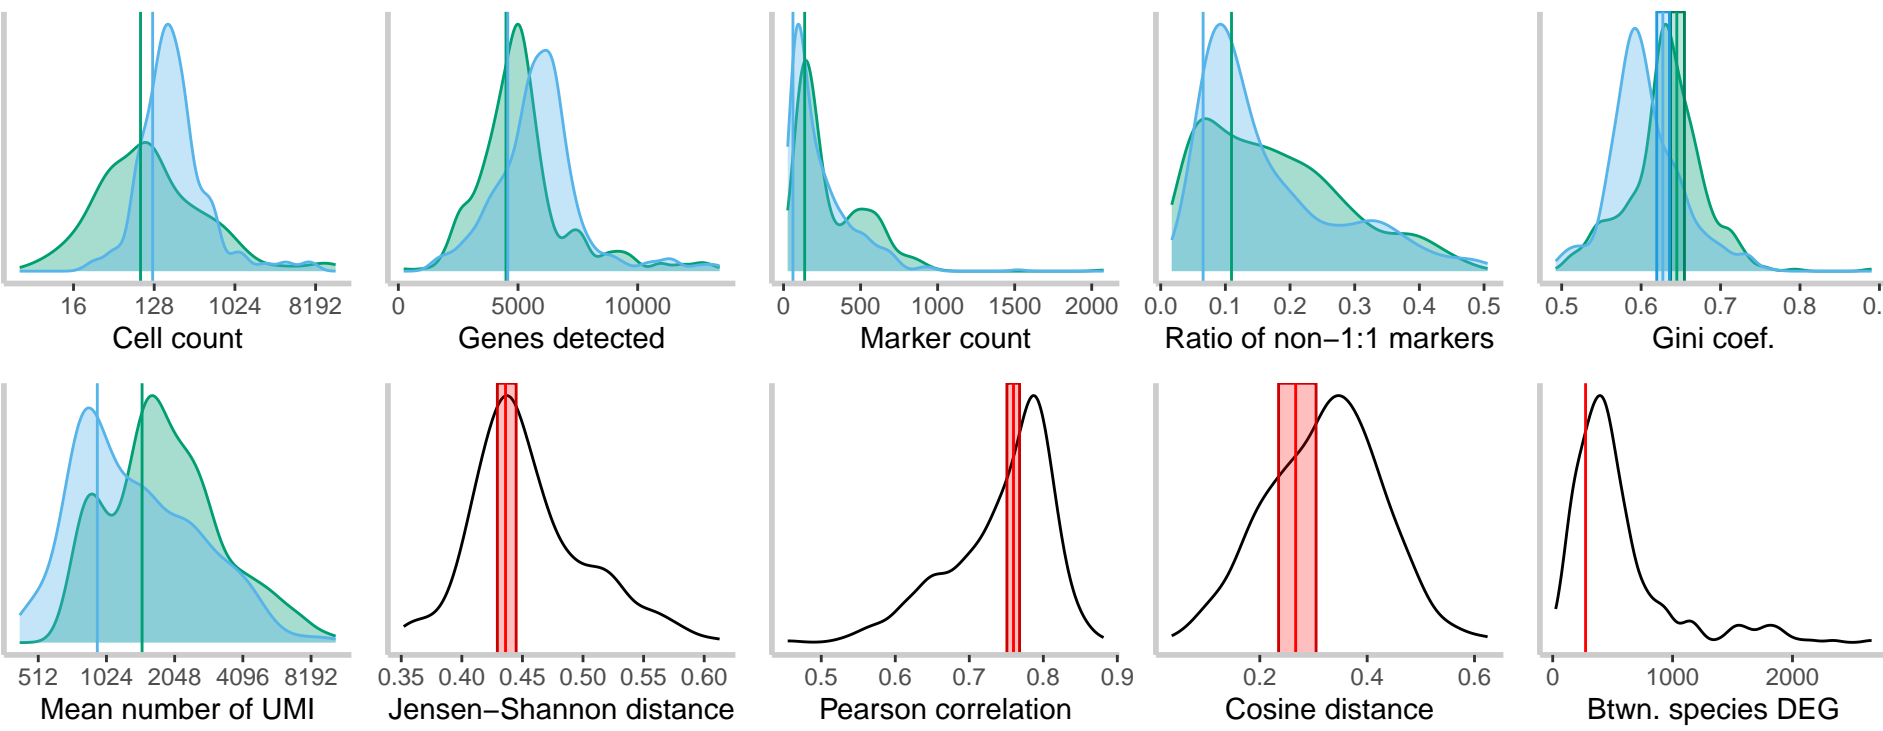 16 128 1024 8192
Cell count
0 5000 10000
Genes detected
0 500 1000 1500 2000
Marker count
0.0 0.1 0.2 0.3 0.4 0.5
Ratio of non−1:1 markers
0.5 0.6 0.7 0.8 0.
Gini coef.
512 1024 2048 4096 8192
Mean number of UMI
0.35 0.40 0.45 0.50 0.55 0.60
Jensen−Shannon distance
0.5 0.6 0.7 0.8 0.9
Pearson correlation
0.2 0.4 0.6
Cosine distance
0 1000 2000
Btwn. species DEG